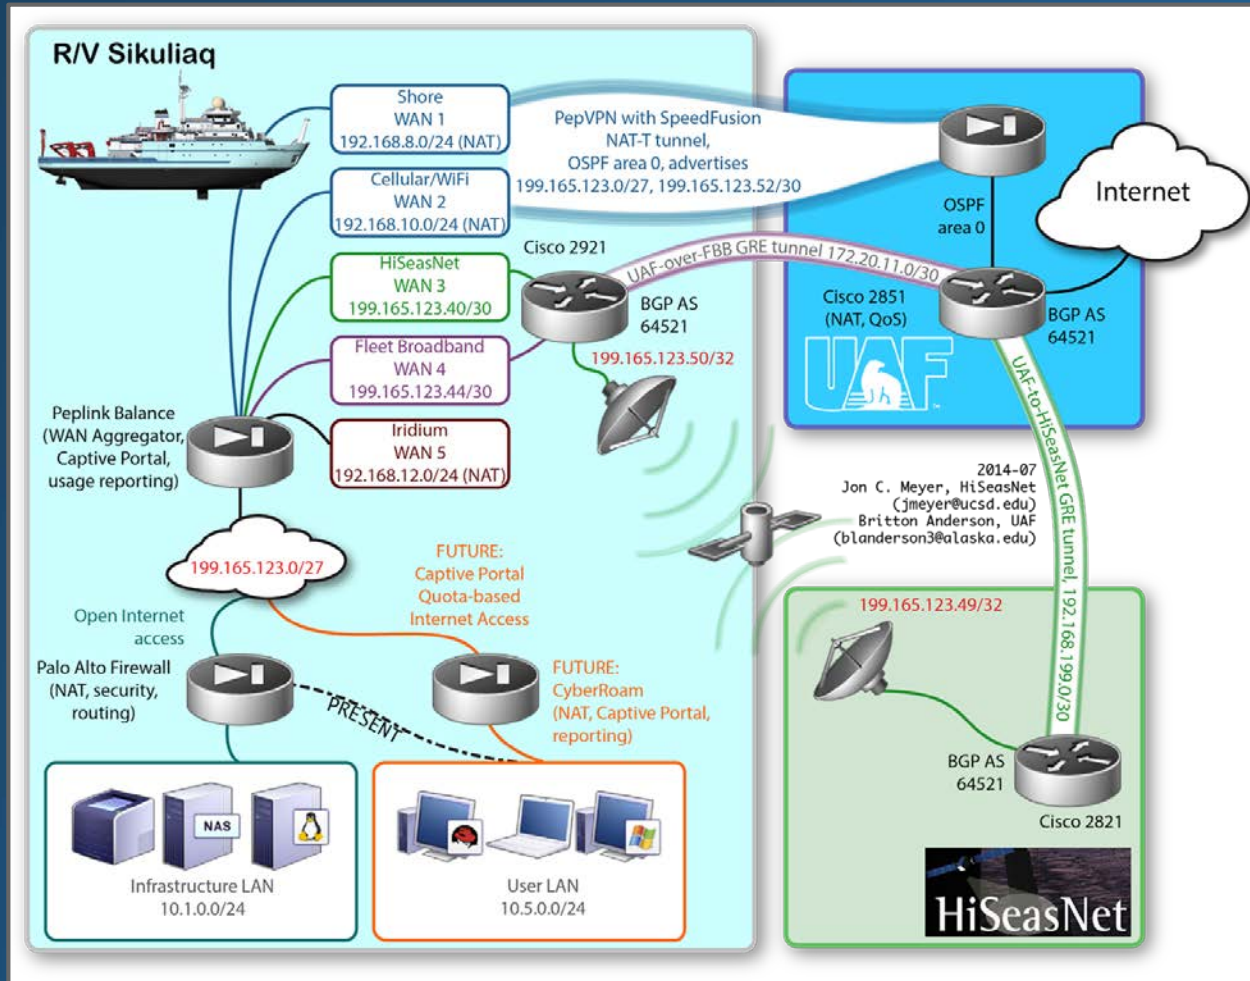 R/V Sikuliaq
Shore
WAN 1
192.168.8.0/24 (NAT)
PepVPN with SpeedFusion
NAT-T tunnel,
OSPF area 0, advertises
199.165.123.0/27, 199.165.123.52/30
Cellular/WiFi
WAN 2
192.168.10.0/24 (NAT)
OSPF
area 0
Internet
Cisco 2921
UAF-over-FBB GRE tunnel 172.20.11.0/30
HiSeasNet
WAN 3
199.165.123.40/30
BGP AS
64521
Cisco 2851
(NAT, QoS)
BGP AS
64521
UAF
Fleet Broadband
WAN 4
199.165.123.44/30
199.165.123.50/32
Peplink Balance
(WAN Aggregator,
Captive Portal,
usage reporting)
Iridium
WAN 5
192.168.12.0/24 (NAT)
2014-07
Jon C. Meyer, HiSeasNet
(jmeyer@ucsd.edu)
Britton Anderson, UAF
(blanderson3@alaska.edu)
UAF-to-HiSeasNet GRE tunnel, 192.168.199.0/30
199.165.123.0/27
FUTURE:
Captive Portal
Quota-based
Internet Access
Open Internet
access
199.165.123.49/32
Palo Alto Firewall
(NAT, security,
routing)
PRESENT
FUTURE:
CyberRoam
(NAT, Captive Portal,
reporting)
BGP AS
64521
Cisco 2821
NAS
Infrastructure LAN
10.1.0.0/24
User LAN
10.5.0.0/24
HiSeasNet